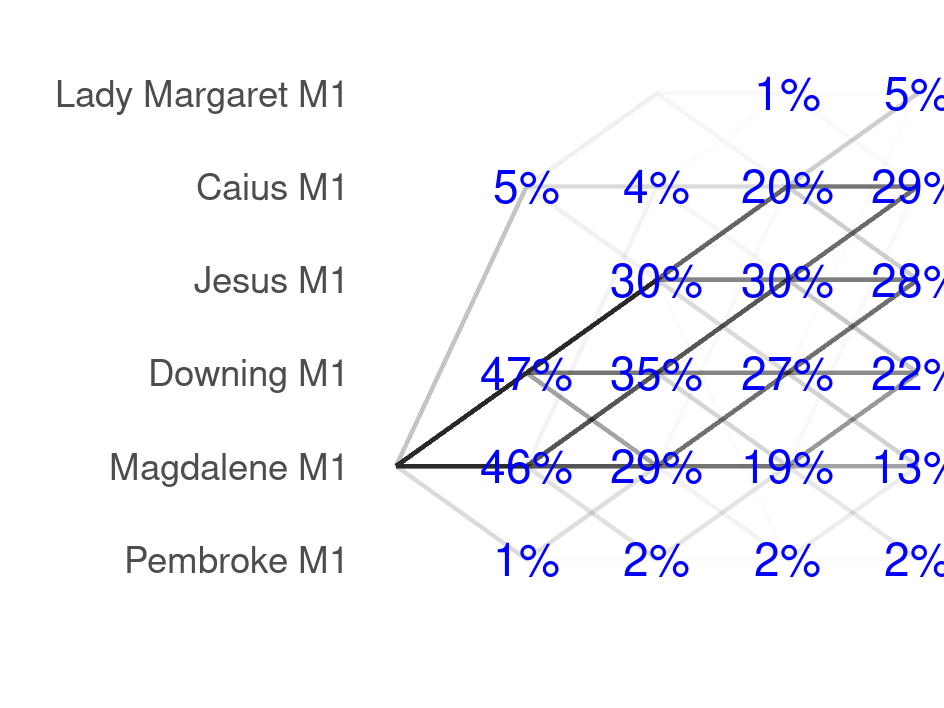 Lady Margaret M1 1% 5%
Caius M1 5% 4% 20% 29%
Jesus M1 30% 30% 28%
Downing M1 47% 35% 27% 22%
Magdalene M1 46% 29% 19% 13%
Pembroke M1 1% 2% 2% 2%